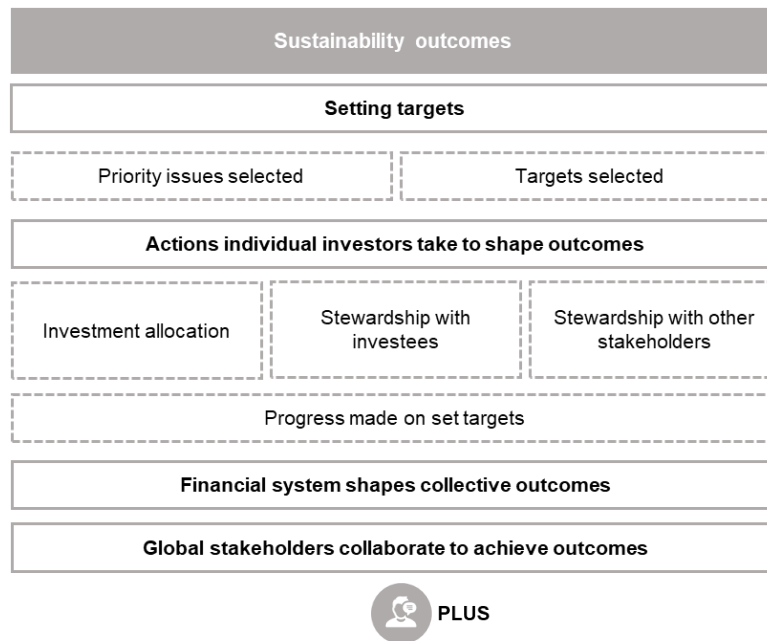 Sustainability outcomes
Setting targets
Priority issues selected
Targets selected
Actions individual investors take to shape outcomes
Investment allocation
Stewardship with
investees
Stewardship with other
stakeholders
Progress made on set targets
Financial system shapes collective outcomes
Global stakeholders collaborate to achieve outcomes
PLUS